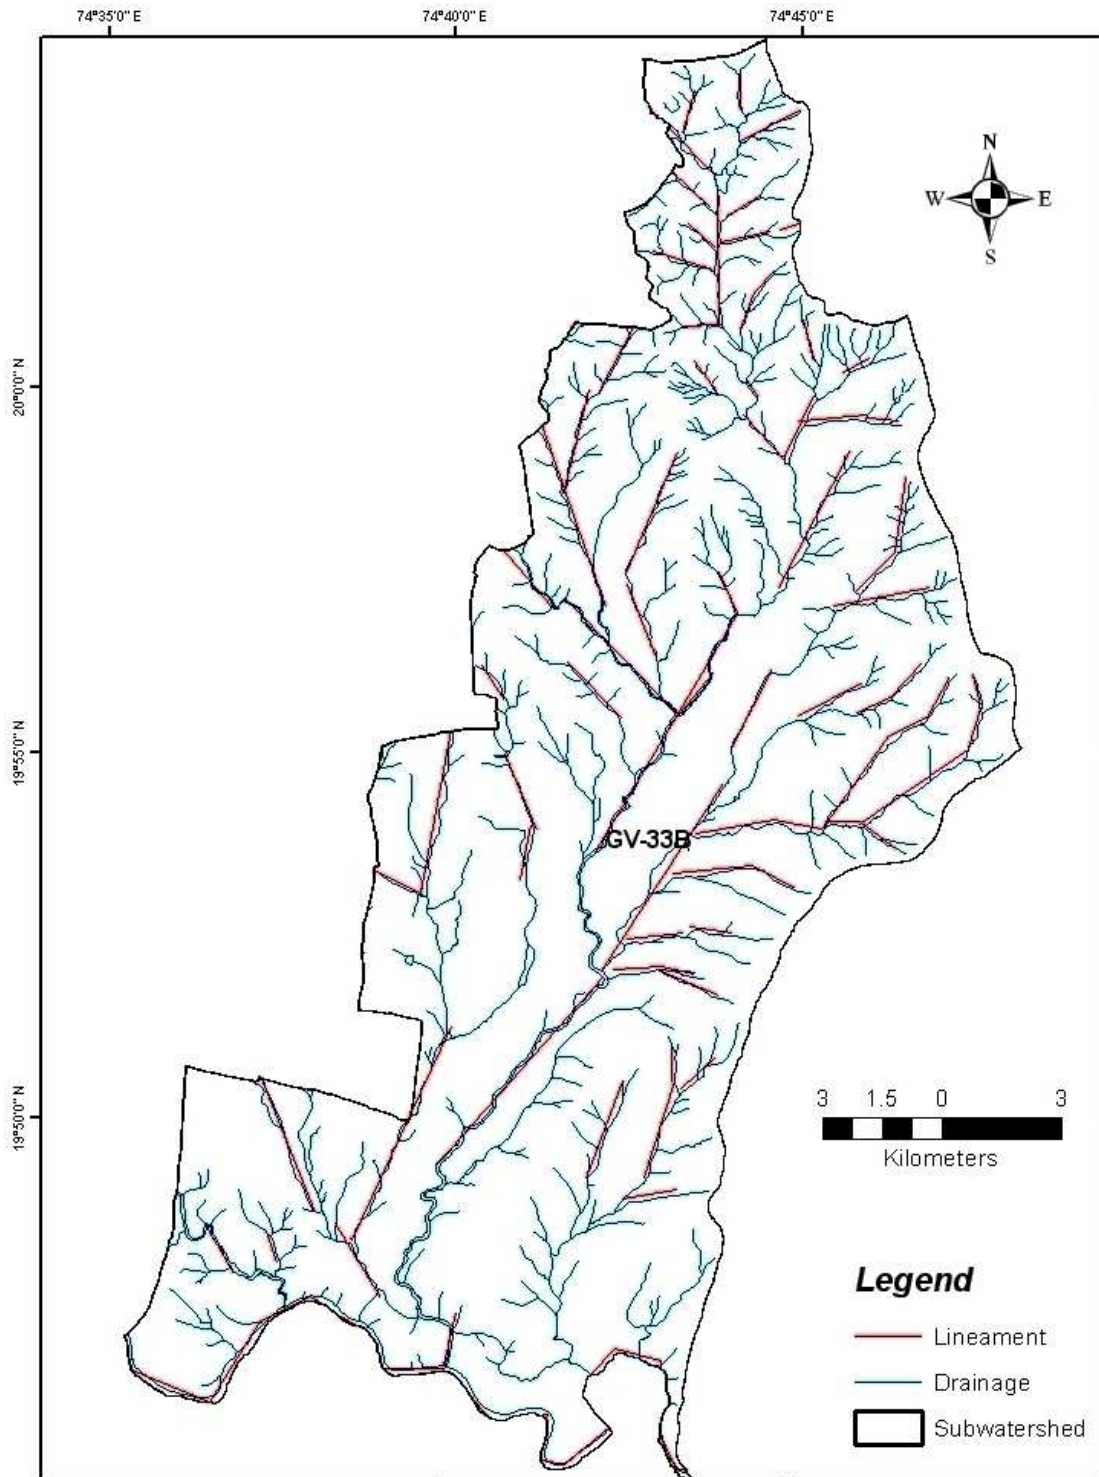 74°35'0" E 74°40'0" E 74°45'0" E
N
W E
S
20°0'0" N
19°55'0" N
GV-33B
19°50'0" N
3 1.5 0 3
Kilometers
Legend
Lineament
Drainage
Subwatershed